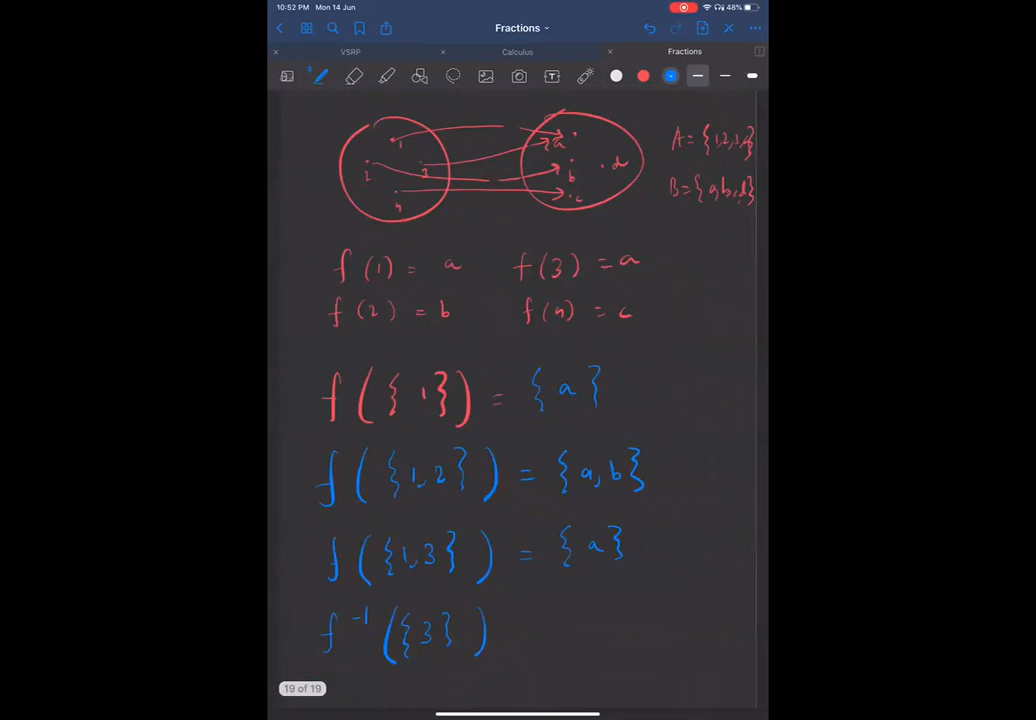 10:52 PM Mon 14 Jun 48%
Fractions
VSRP Calculus Fractions
1 a
2 3 b d
4 c
A = {1,2,3,4}
B = {a,b,d}
f(1) = a f(3) = a
f(2) = b f(4) = c
f({1}) = {a}
f({1,2}) = {a,b}
f({1,3}) = {a}
f⁻¹({3})
19 of 19